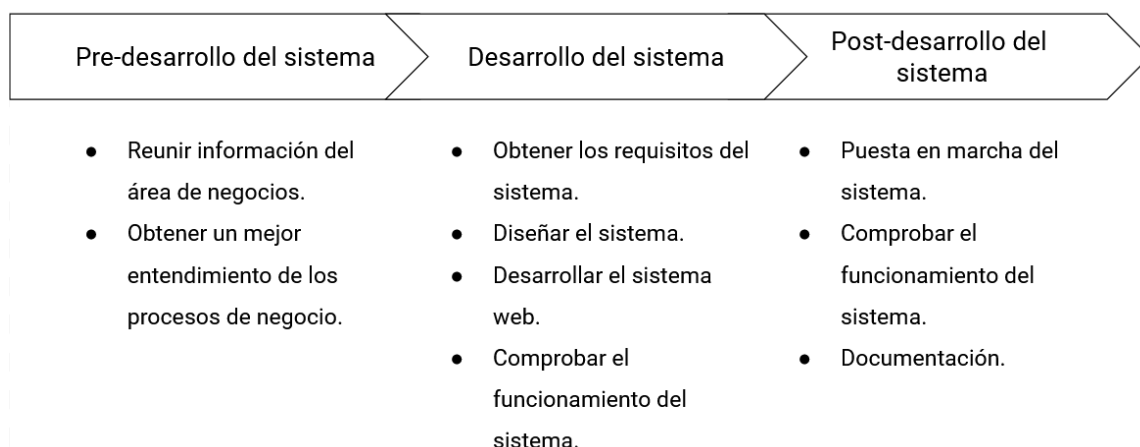 Pre-desarrollo del sistema
Desarrollo del sistema
Post-desarrollo del
sistema
● Reunir información del
área de negocios.
● Obtener un mejor
entendimiento de los
procesos de negocio.
● Obtener los requisitos del
sistema.
● Diseñar el sistema.
● Desarrollar el sistema
web.
● Comprobar el
funcionamiento del
sistema.
● Puesta en marcha del
sistema.
● Comprobar el
funcionamiento del
sistema.
● Documentación.